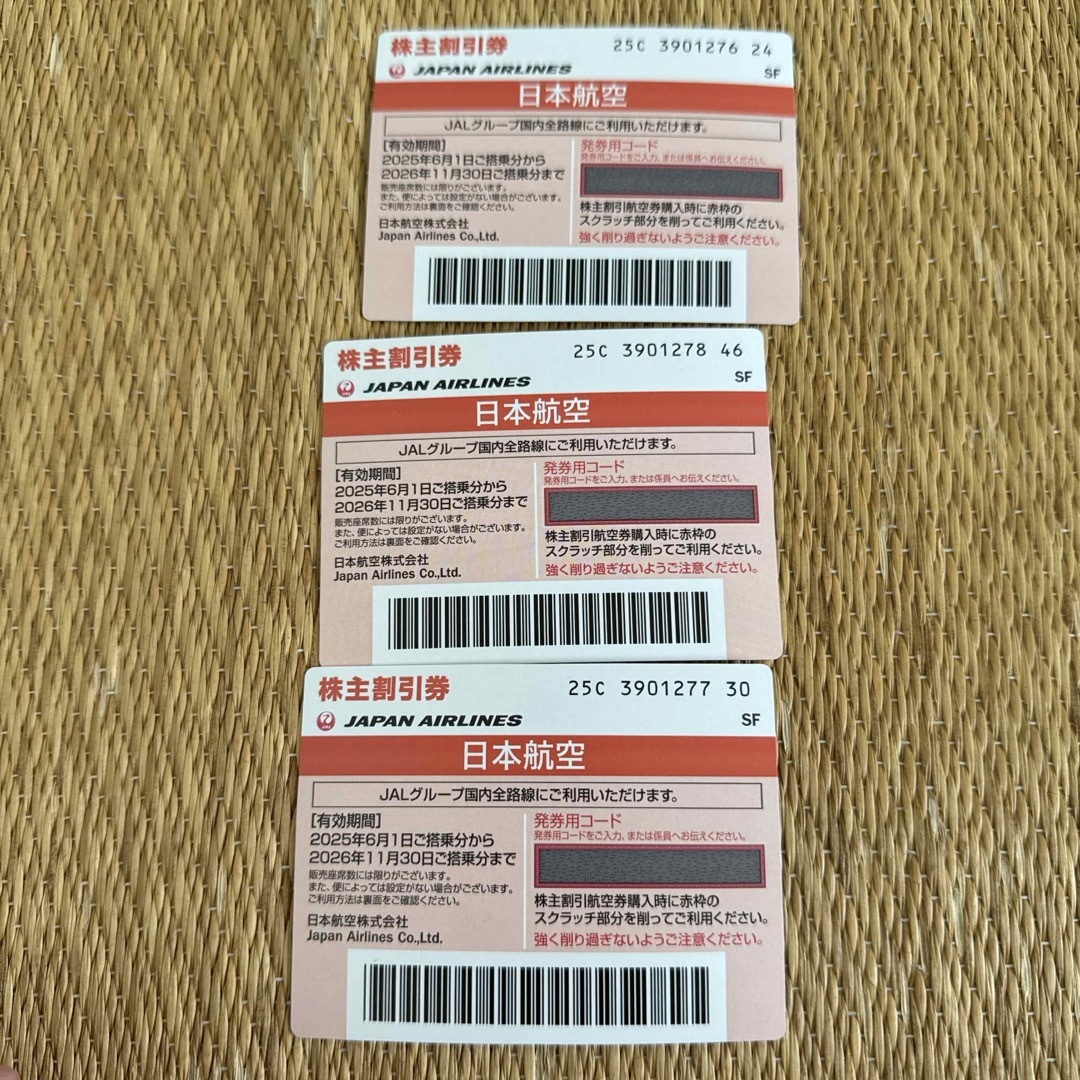 株主割引券 25C 3901276 24
JAL JAPAN AIRLINES SF
日本航空
JALグループ国内全路線にご利用いただけます。
[有効期間]
2025年6月1日ご搭乗分から
2026年11月30日ご搭乗分まで
販売座席数には限りがございます。
また、便によっては設定がない場合がございます。
ご利用方法は裏面をご確認ください。
日本航空株式会社
Japan Airlines Co.,Ltd.
発券用コード
発券用コードをご入力、または係員へお伝えください。
株主割引航空券購入時に赤枠の
スクラッチ部分を削ってご利用ください。
強く削り過ぎないようご注意ください。
株主割引券 25C 3901278 46
JAL JAPAN AIRLINES SF
日本航空
JALグループ国内全路線にご利用いただけます。
[有効期間]
2025年6月1日ご搭乗分から
2026年11月30日ご搭乗分まで
販売座席数には限りがございます。
また、便によっては設定がない場合がございます。
ご利用方法は裏面をご確認ください。
日本航空株式会社
Japan Airlines Co.,Ltd.
発券用コード
発券用コードをご入力、または係員へお伝えください。
株主割引航空券購入時に赤枠の
スクラッチ部分を削ってご利用ください。
強く削り過ぎないようご注意ください。
株主割引券 25C 3901277 30
JAL JAPAN AIRLINES SF
日本航空
JALグループ国内全路線にご利用いただけます。
[有効期間]
2025年6月1日ご搭乗分から
2026年11月30日ご搭乗分まで
販売座席数には限りがございます。
また、便によっては設定がない場合がございます。
ご利用方法は裏面をご確認ください。
日本航空株式会社
Japan Airlines Co.,Ltd.
発券用コード
発券用コードをご入力、または係員へお伝えください。
株主割引航空券購入時に赤枠の
スクラッチ部分を削ってご利用ください。
強く削り過ぎないようご注意ください。